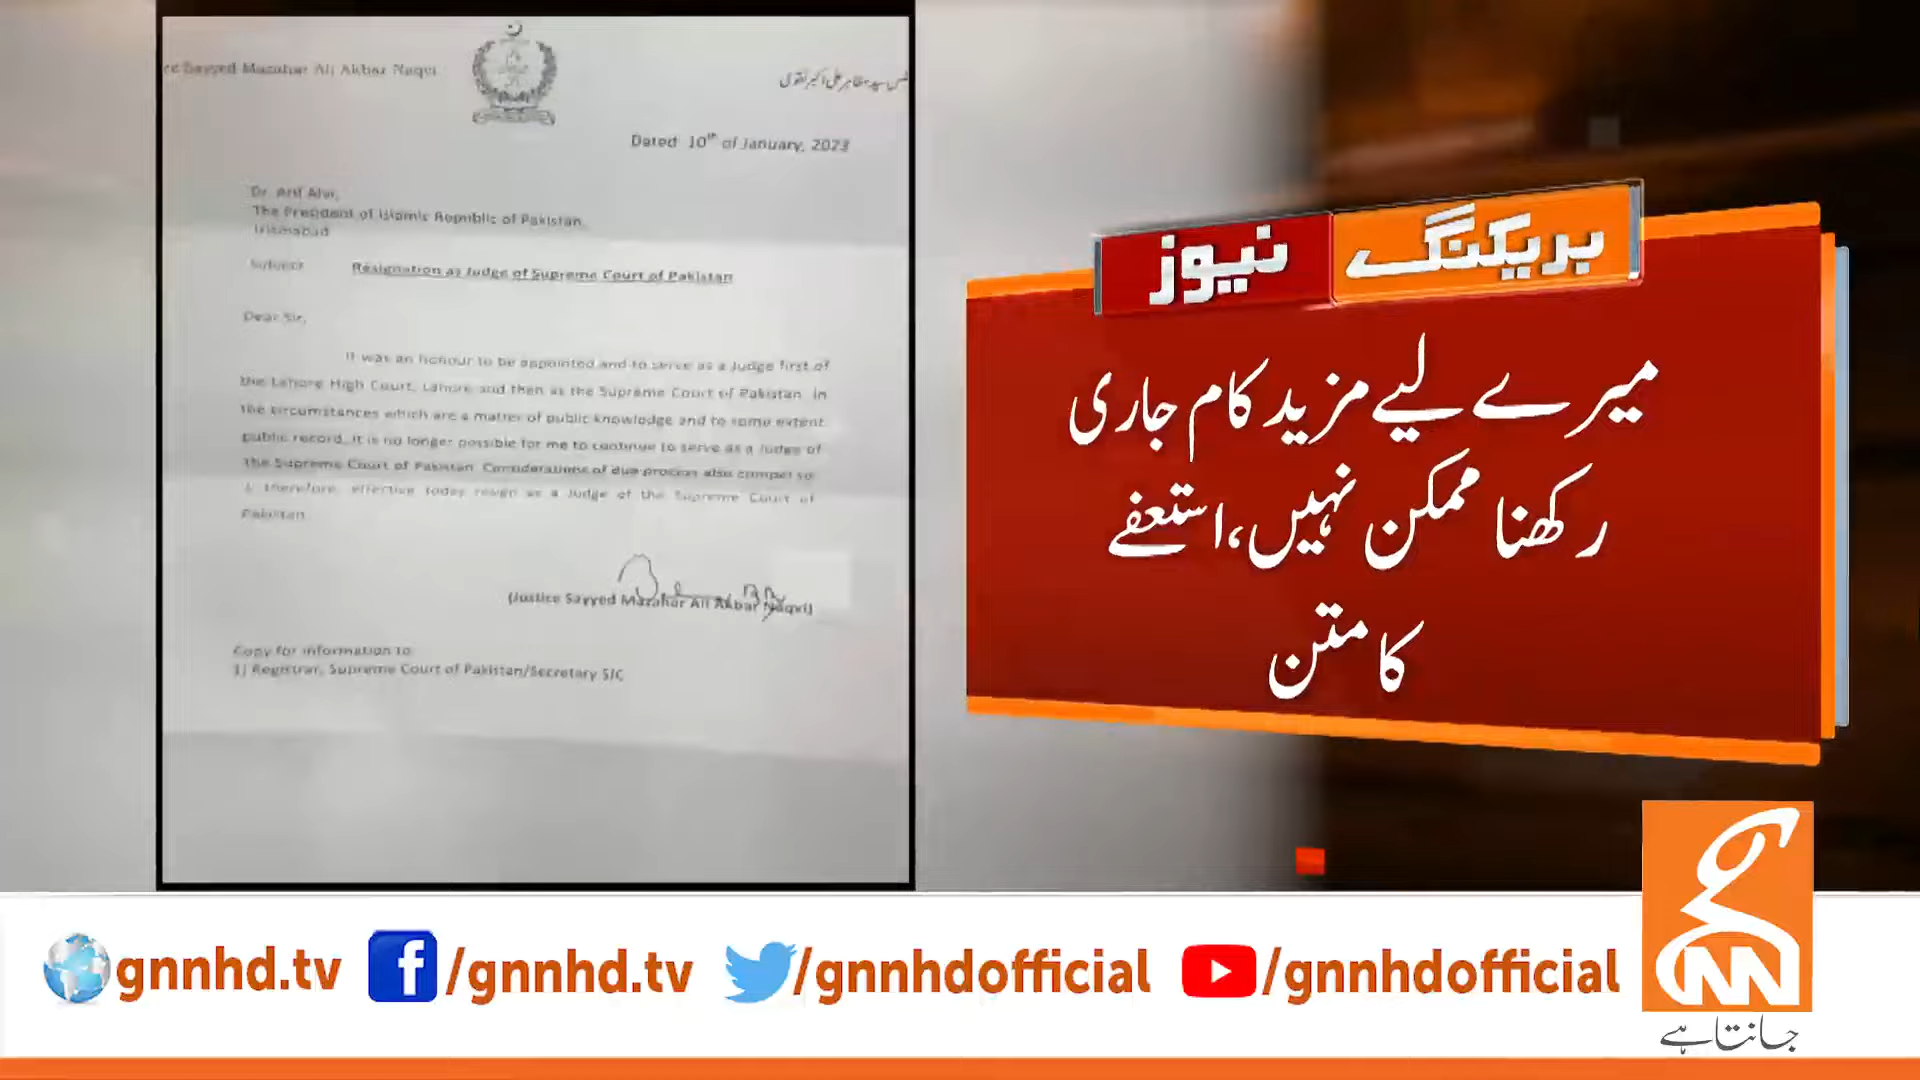 ce Sayyed Mazahar Ali Akbar Naqvi
سید مظاہر علی اکبر نقوی
Dated 10th of January, 2023
Dr. Arif Alvi,
The President of Islamic Republic of Pakistan
Islamabad
Subject Resignation as Judge of Supreme Court of Pakistan
Dear Sir,
It was an honour to be appointed and to serve as a Judge first of
the Lahore High Court, Lahore and then as the Supreme Court of Pakistan. In
the circumstances which are a matter of public knowledge and to some extent
public record, it is no longer possible for me to continue to serve as a Judge of
the Supreme Court of Pakistan. Considerations of due process also compel so
I, therefore, effective today resign as a Judge of the Supreme Court of
Pakistan
(Justice Sayyed Mazahar Ali Akbar Naqvi)
Copy for information to
1) Registrar, Supreme Court of Pakistan/Secretary SJC
بریکنگ نیوز
میرے لیے مزید کام جاری
رکھنا ممکن نہیں، استعفے
کا متن
gnnhd.tv /gnnhd.tv /gnnhdofficial /gnnhdofficial
GNN
جانتا ہے